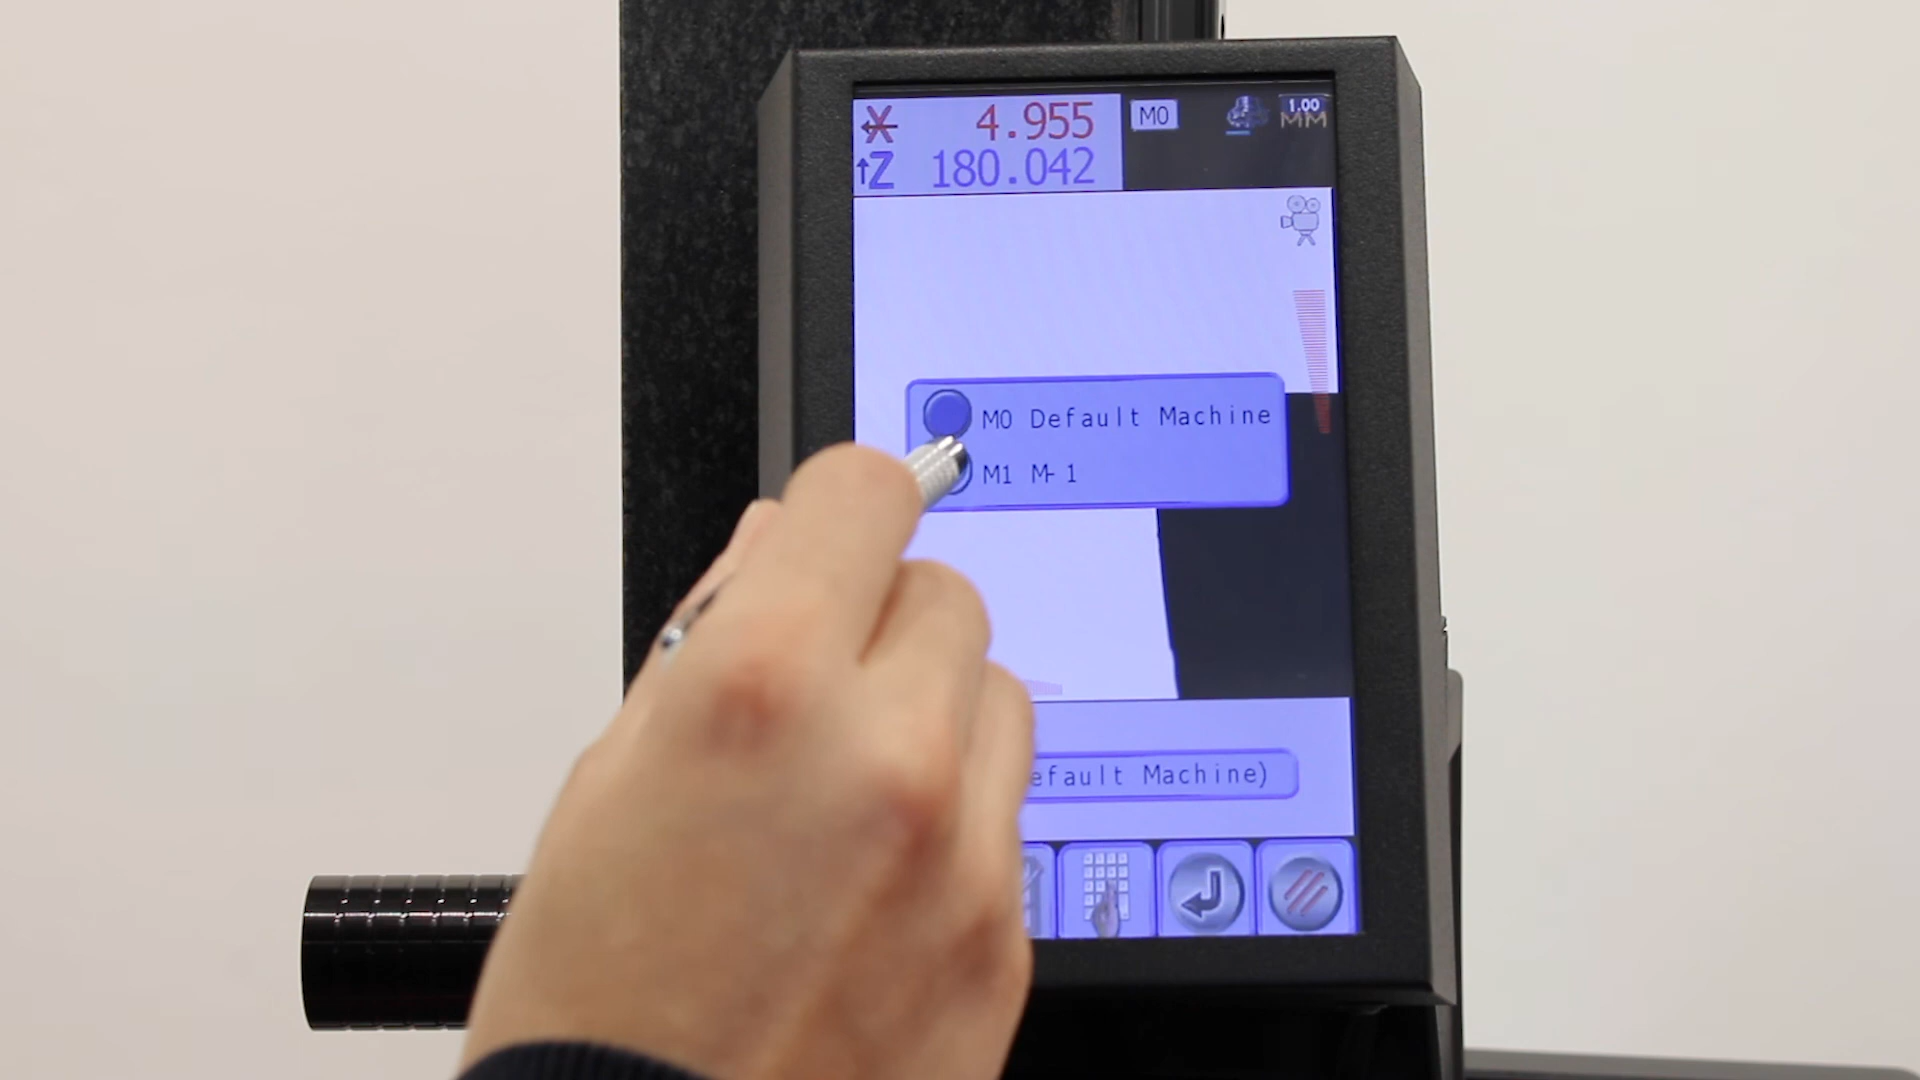 X 4.955
M0
1.00
MM
Z 180.042
M0 Default Machine
M1 M-1
efault Machine)